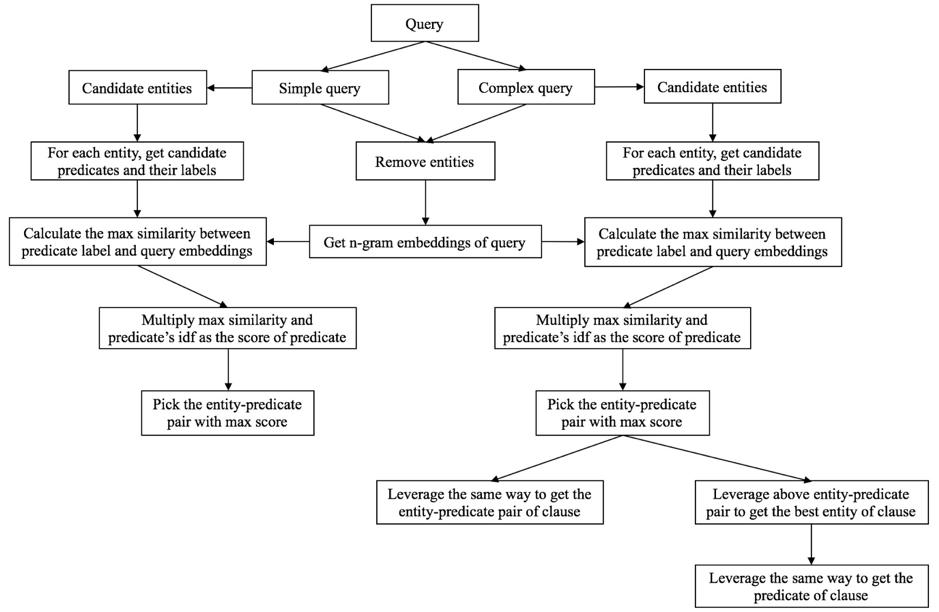 Query
Candidate entities
Simple query
Complex query
Candidate entities
For each entity, get candidate
predicates and their labels
Remove entities
For each entity, get candidate
predicates and their labels
Calculate the max similarity between
predicate label and query embeddings
Get n-gram embeddings of query
Calculate the max similarity between
predicate label and query embeddings
Multiply max similarity and
predicate's idf as the score of predicate
Multiply max similarity and
predicate's idf as the score of predicate
Pick the entity-predicate
pair with max score
Pick the entity-predicate
pair with max score
Leverage the same way to get the
entity-predicate pair of clause
Leverage above entity-predicate
pair to get the best entity of clause
Leverage the same way to get the
predicate of clause